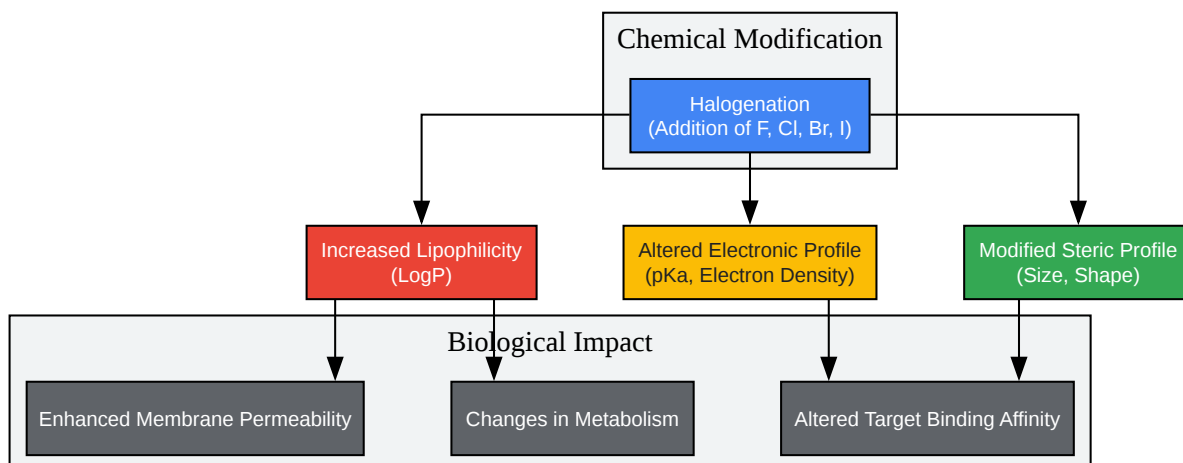 Chemical Modification
Halogenation
(Addition of F, Cl, Br, I)
Increased Lipophilicity
(LogP)
Altered Electronic Profile
(pKa, Electron Density)
Modified Steric Profile
(Size, Shape)
Biological Impact
Enhanced Membrane Permeability
Changes in Metabolism
Altered Target Binding Affinity